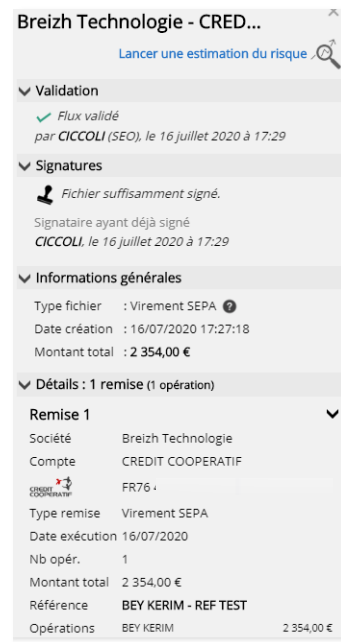 Breizh Technologie - CRED...
Lancer une estimation du risque
Validation
Flux validé
par CICCOLI (SEO), le 16 juillet 2020 à 17:29
Signatures
Fichier suffisamment signé.
Signataire ayant déjà signé
CICCOLI, le 16 juillet 2020 à 17:29
Informations générales
Type fichier : Virement SEPA ?
Date création : 16/07/2020 17:27:18
Montant total : 2 354,00 €
Détails : 1 remise (1 opération)
Remise 1
Société Breizh Technologie
Compte CREDIT COOPERATIF
CREDIT COOPERATIF FR76
Type remise Virement SEPA
Date exécution 16/07/2020
Nb opér. 1
Montant total 2 354,00 €
Référence BEY KERIM - REF TEST
Opérations BEY KERIM 2 354,00 €